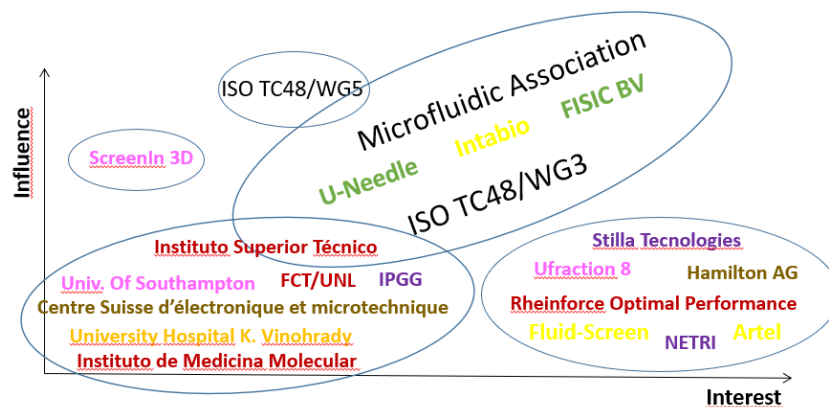 Influence
ISO TC48/WG5
ScreenIn 3D
Microfluidic Association
U-Needle
Intabio
FISIC BV
ISO TC48/WG3
Instituto Superior Técnico
Univ. Of Southampton
FCT/UNL
IPGG
Centre Suisse d'électronique et microtechnique
University Hospital K. Vinohrady
Instituto de Medicina Molecular
Stilla Tecnologies
Ufraction 8
Hamilton AG
Rheinforce Optimal Performance
Fluid-Screen
NETRI
Artel
Interest